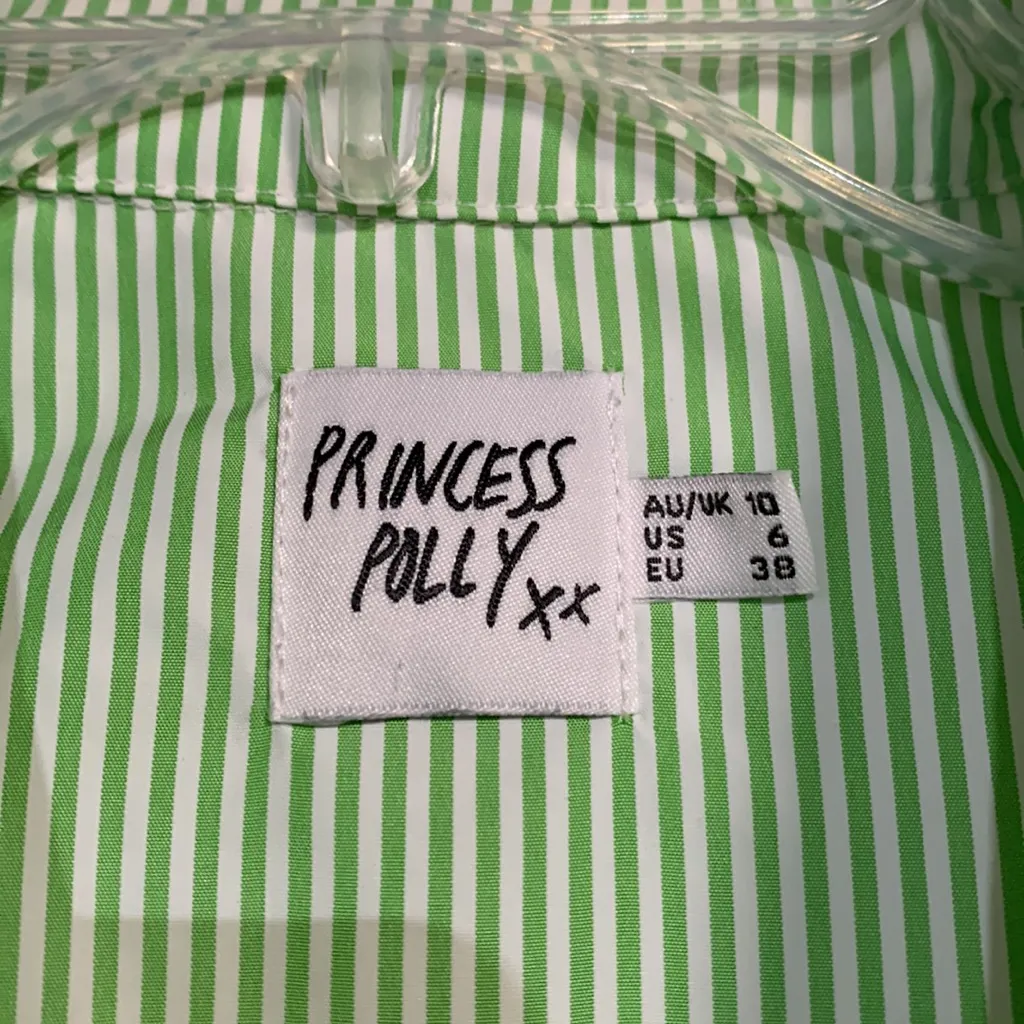 PRINCESS
POLLY xx
AU/UK 10
US 6
EU 38